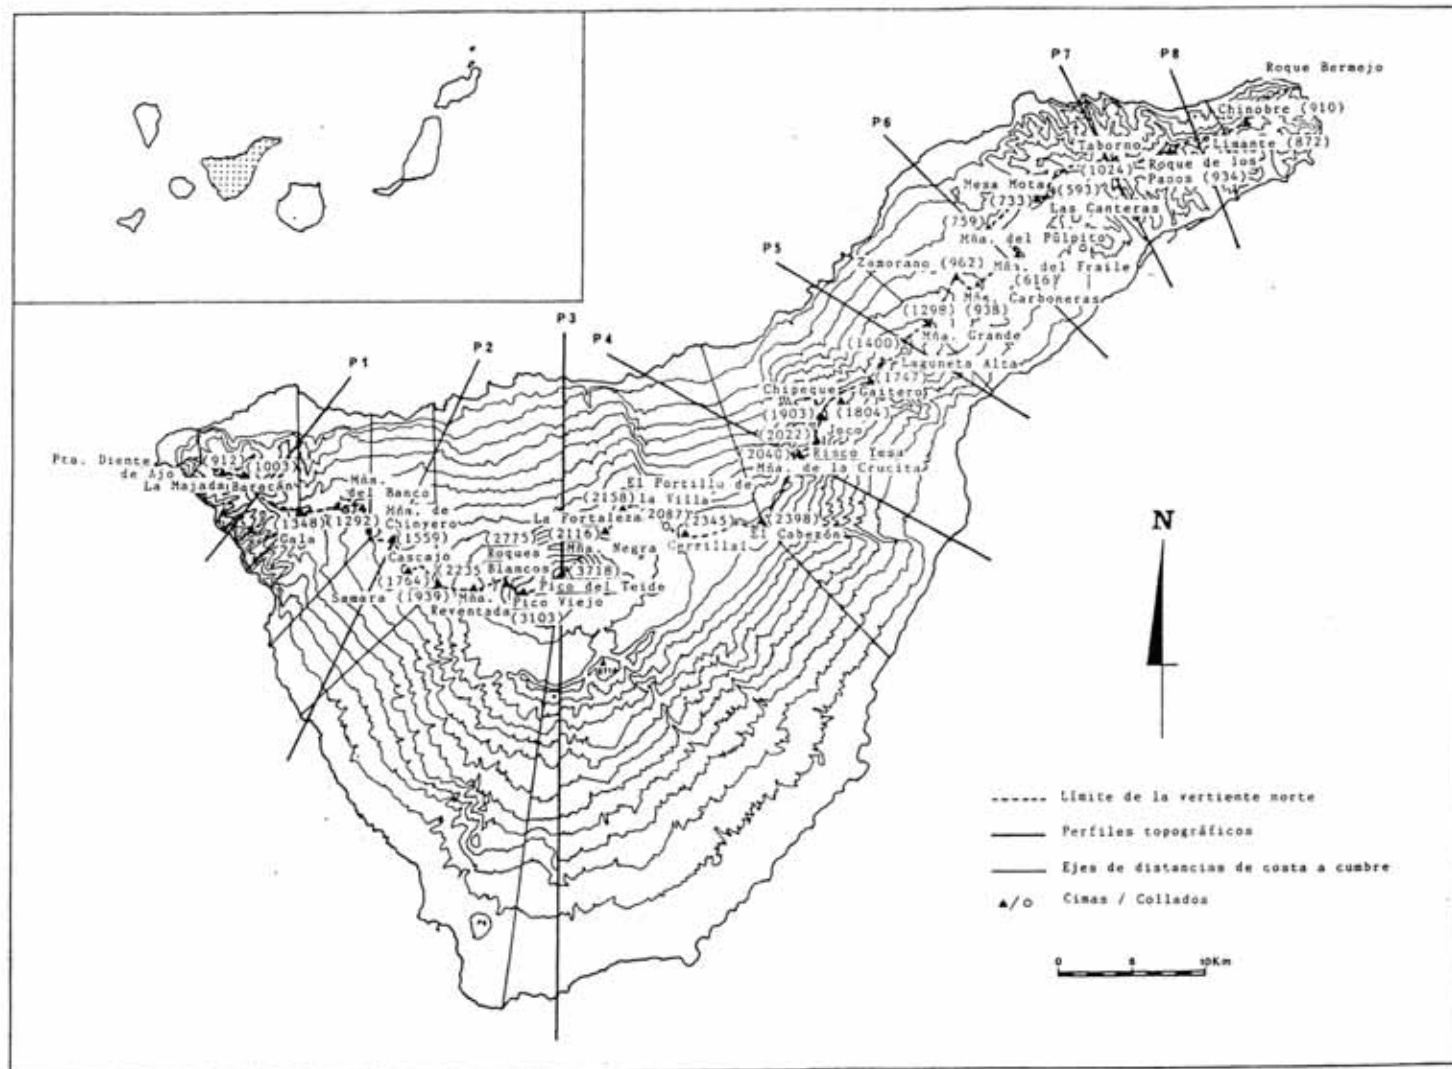 P7
P8
Roque Bermejo
Chinobre (910)
P6
Taborno
Limante (872)
(1024)
Roque de los
Pasos (934)
Mesa Mota
(593)
(733)
Las Canteras
(759)
Mña. del Púlpito
P5
Zamorano (962)
Mña. del Fraile
(616)
Mña. Carboneras
(1298) (938)
P3
Mña. Grande
P4
(1400)
P2
P1
Laguneta Alta
(1747)
Chipeque
Gaitero
(1903)
(1804)
(2022)
Joco
(2040)
Risco Yesa
Mña. de la Crucita
Pta. Diente
de Ajo
(912)
(1003)
La Majada
Baracán
Mña.
del Banco
(1348)
(1292)
874
Gala
Mña. de
Chinyero
(1559)
El Portillo de
la Villa
(2158)
(2087)
(2345)
(2398)
La Fortaleza
(2116)
El Cabezón
Cerrillal
(2775)
Roques
Blancos
Mña. Negra
(3718)
Cascajo
(2235)
(1764)
Pico del Teide
Samara (1939)
Mña.
Reventada
Pico Viejo
(3103)
N
Límite de la vertiente norte
Perfiles topográficos
Ejes de distancias de costa a cumbre
▲/○ Cimas / Collados
0 10Km